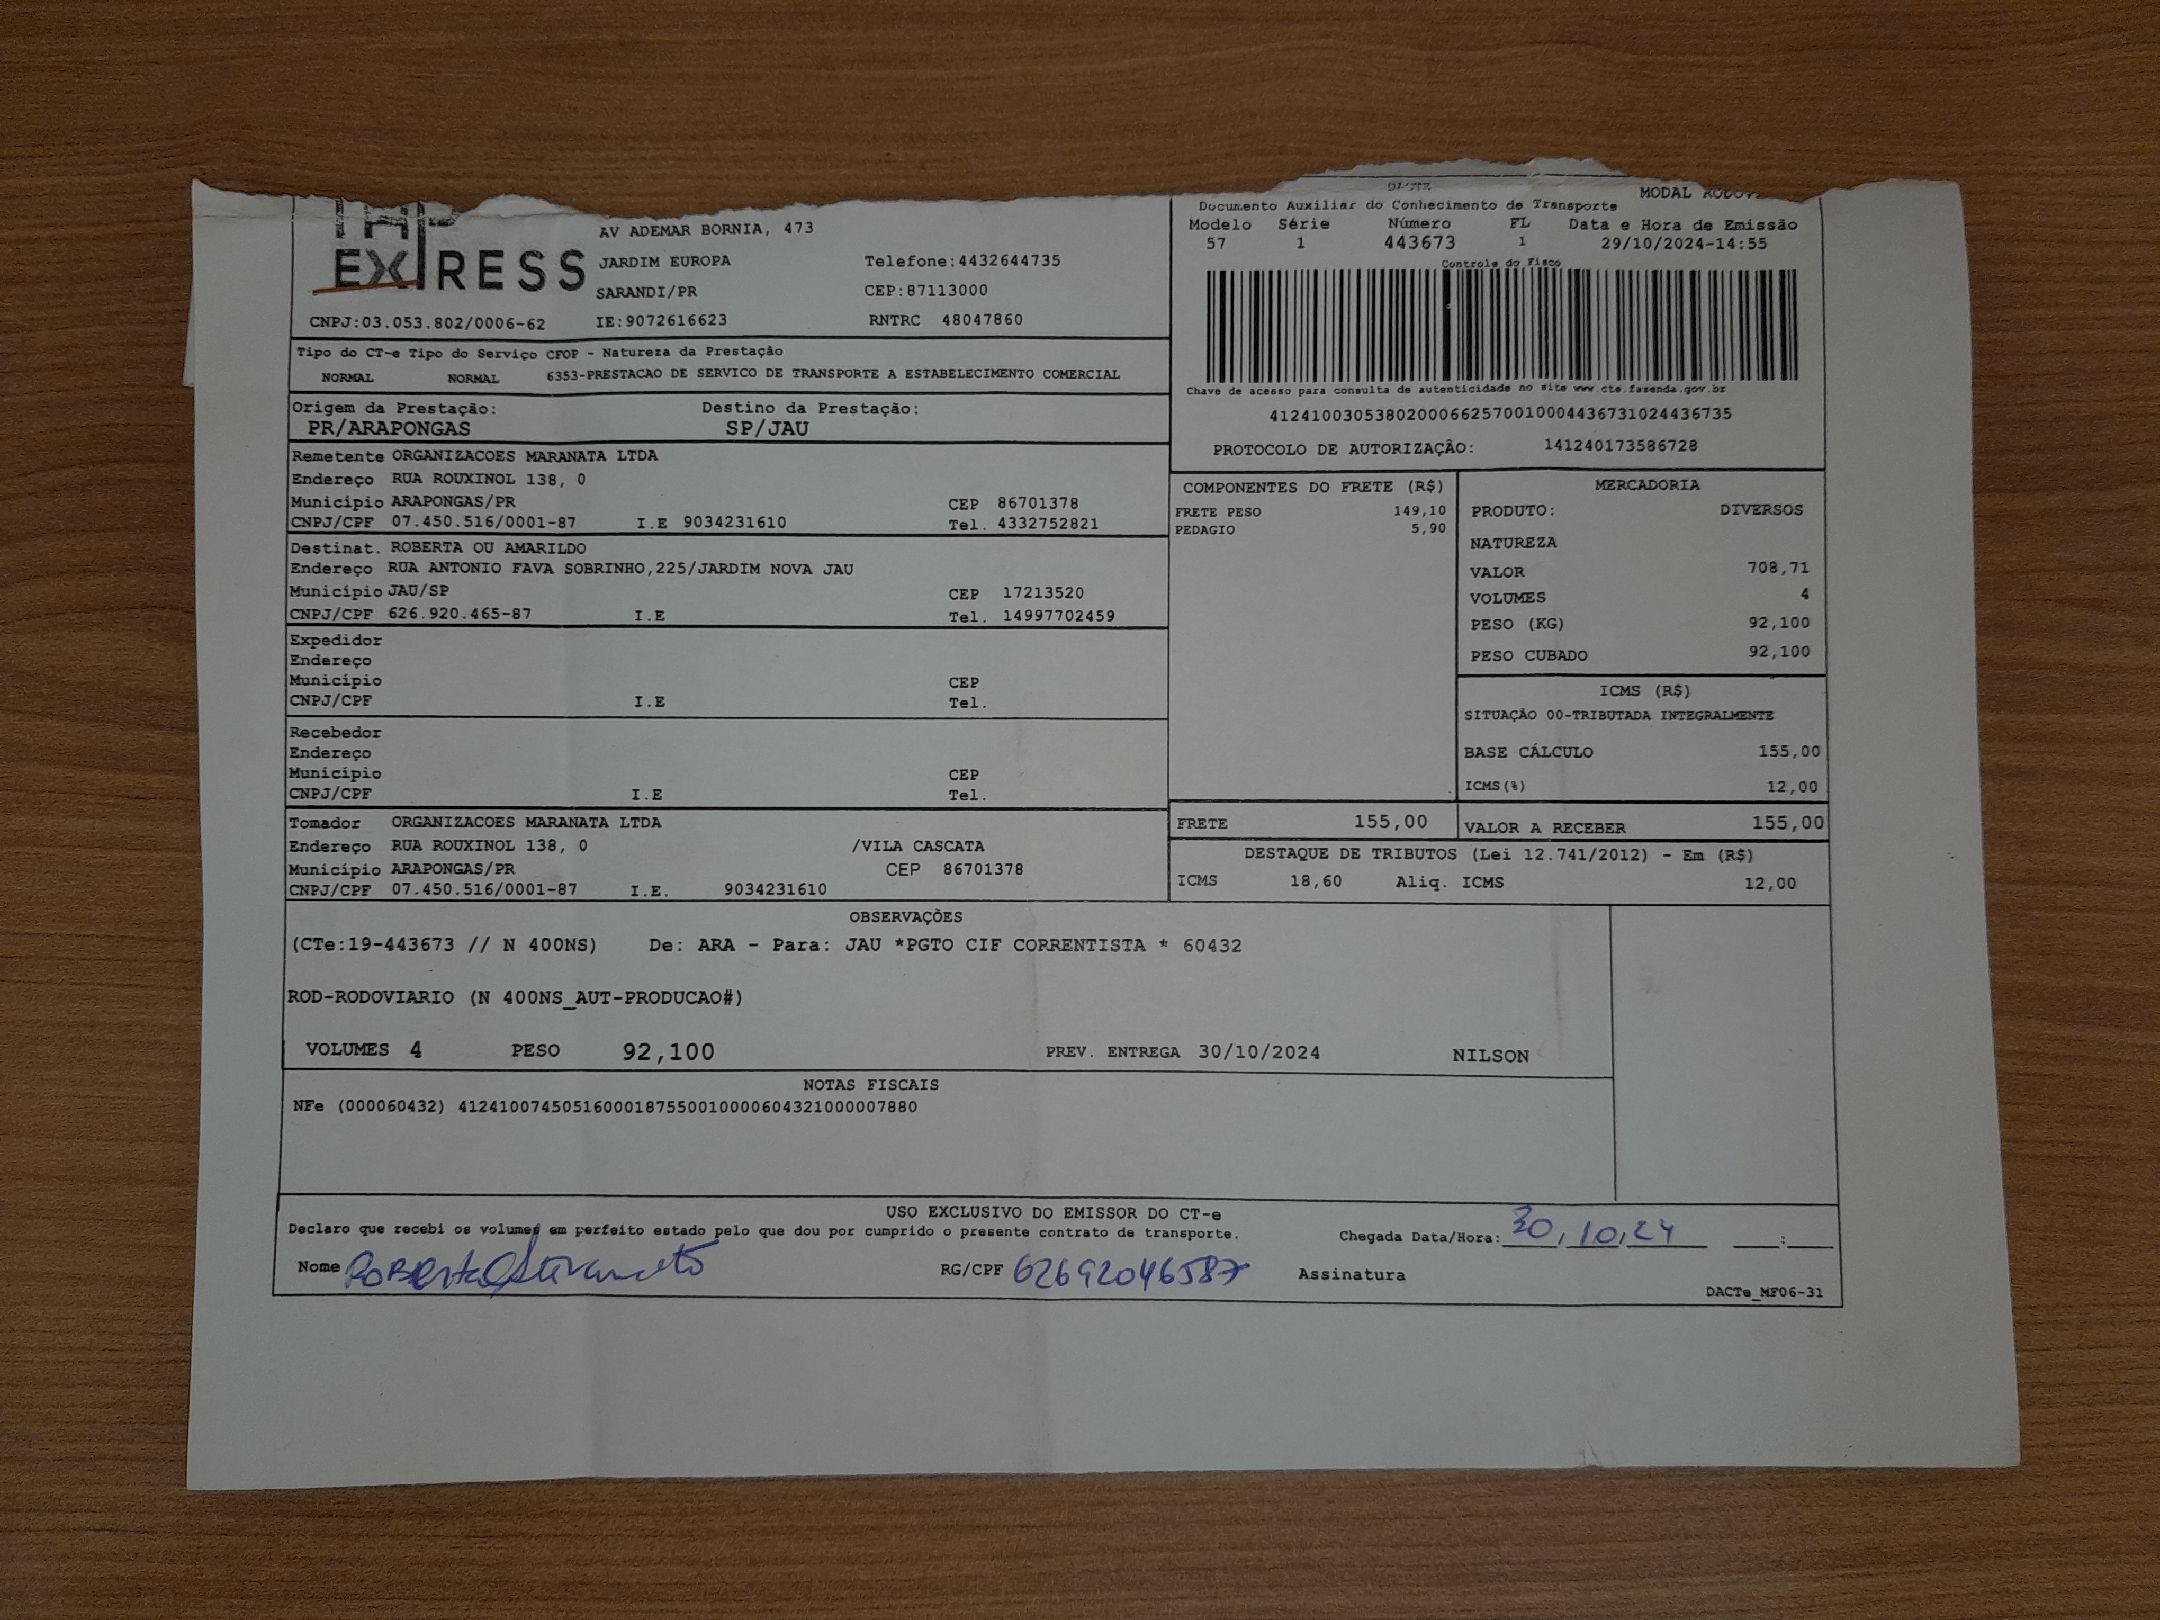 EXPRESS
AV ADEMAR BORNIA, 473
JARDIM EUROPA Telefone:4432644735
SARANDI/PR CEP:87113000
CNPJ:03.053.802/0006-62 IE:9072616623 RNTRC 48047860
DACTE MODAL
Documento Auxiliar do Conhecimento de Transporte
Modelo Série Número FL Data e Hora de Emissão
57 1 443673 1 29/10/2024-14:55
Controle do Fisco
Chave de acesso para consulta de autenticidade no site www.cte.fazenda.gov.br
41241003053802000662570010004436731024436735
PROTOCOLO DE AUTORIZAÇÃO: 141240173586728
Tipo do CT-e Tipo do Serviço CFOP - Natureza da Prestação
NORMAL NORMAL 6353-PRESTACAO DE SERVICO DE TRANSPORTE A ESTABELECIMENTO COMERCIAL
Origem da Prestação: Destino da Prestação:
PR/ARAPONGAS SP/JAU
Remetente ORGANIZACOES MARANATA LTDA
Endereço RUA ROUXINOL 138, 0
Município ARAPONGAS/PR CEP 86701378
CNPJ/CPF 07.450.516/0001-87 I.E 9034231610 Tel. 4332752821
Destinat. ROBERTA OU AMARILDO
Endereço RUA ANTONIO FAVA SOBRINHO,225/JARDIM NOVA JAU
Município JAU/SP CEP 17213520
CNPJ/CPF 626.920.465-87 I.E Tel. 14997702459
Expedidor
Endereço
Município CEP
CNPJ/CPF I.E Tel.
Recebedor
Endereço
Município CEP
CNPJ/CPF I.E Tel.
Tomador ORGANIZACOES MARANATA LTDA
Endereço RUA ROUXINOL 138, 0 /VILA CASCATA
Município ARAPONGAS/PR CEP 86701378
CNPJ/CPF 07.450.516/0001-87 I.E. 9034231610
COMPONENTES DO FRETE (R$)
FRETE PESO 149,10
PEDAGIO 5,90
MERCADORIA
PRODUTO: DIVERSOS
NATUREZA
VALOR 708,71
VOLUMES 4
PESO (KG) 92,100
PESO CUBADO 92,100
ICMS (R$)
SITUAÇÃO 00-TRIBUTADA INTEGRALMENTE
BASE CÁLCULO 155,00
ICMS(%) 12,00
FRETE 155,00 VALOR A RECEBER 155,00
DESTAQUE DE TRIBUTOS (Lei 12.741/2012) - Em (R$)
ICMS 18,60 Aliq. ICMS 12,00
OBSERVAÇÕES
(CTe:19-443673 // N 400NS) De: ARA - Para: JAU *PGTO CIF CORRENTISTA * 60432
ROD-RODOVIARIO (N 400NS_AUT-PRODUCAO#)
VOLUMES 4 PESO 92,100 PREV. ENTREGA 30/10/2024 NILSON
NOTAS FISCAIS
NFe (000060432) 41241007450516000187550010000604321000007880
USO EXCLUSIVO DO EMISSOR DO CT-e
Declaro que recebi os volumes em perfeito estado pelo que dou por cumprido o presente contrato de transporte.
Chegada Data/Hora: 30,10,24 :
Nome Roberta RG/CPF 62692046587 Assinatura
DACTe_MF06-31